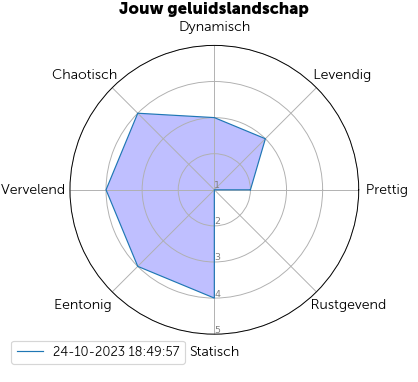 Jouw geluidslandschap
Dynamisch
Chaotisch
Levendig
Vervelend
1
Prettig
2
3
Eentonig
4
Rustgevend
5
24-10-2023 18:49:57
Statisch